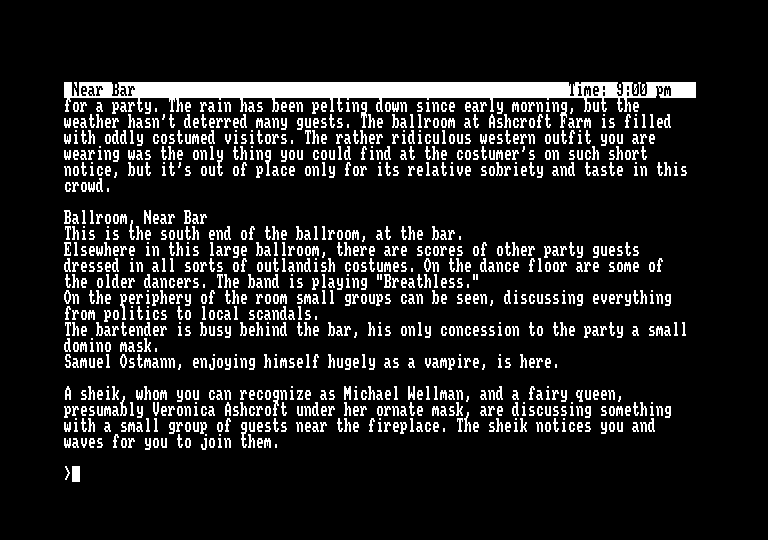 Near Bar Time: 9:00 pm
for a party. The rain has been pelting down since early morning, but the
weather hasn't deterred many guests. The ballroom at Ashcroft Farm is filled
with oddly costumed visitors. The rather ridiculous western outfit you are
wearing was the only thing you could find at the costumer's on such short
notice, but it's out of place only for its relative sobriety and taste in this
crowd.
Ballroom, Near Bar
This is the south end of the ballroom, at the bar.
Elsewhere in this large ballroom, there are scores of other party guests
dressed in all sorts of outlandish costumes. On the dance floor are some of
the older dancers. The band is playing "Breathless."
On the periphery of the room small groups can be seen, discussing everything
from politics to local scandals.
The bartender is busy behind the bar, his only concession to the party a small
domino mask.
Samuel Ostmann, enjoying himself hugely as a vampire, is here.
A sheik, whom you can recognize as Michael Wellman, and a fairy queen,
presumably Veronica Ashcroft under her ornate mask, are discussing something
with a small group of guests near the fireplace. The sheik notices you and
waves for you to join them.
>